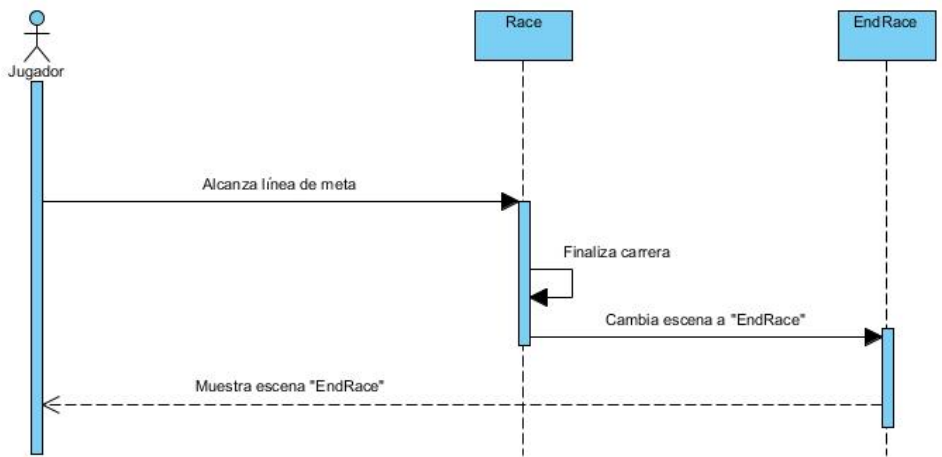 Race
EndRace
Jugador
Alcanza línea de meta
Finaliza carrera
Cambia escena a "EndRace"
Muestra escena "EndRace"